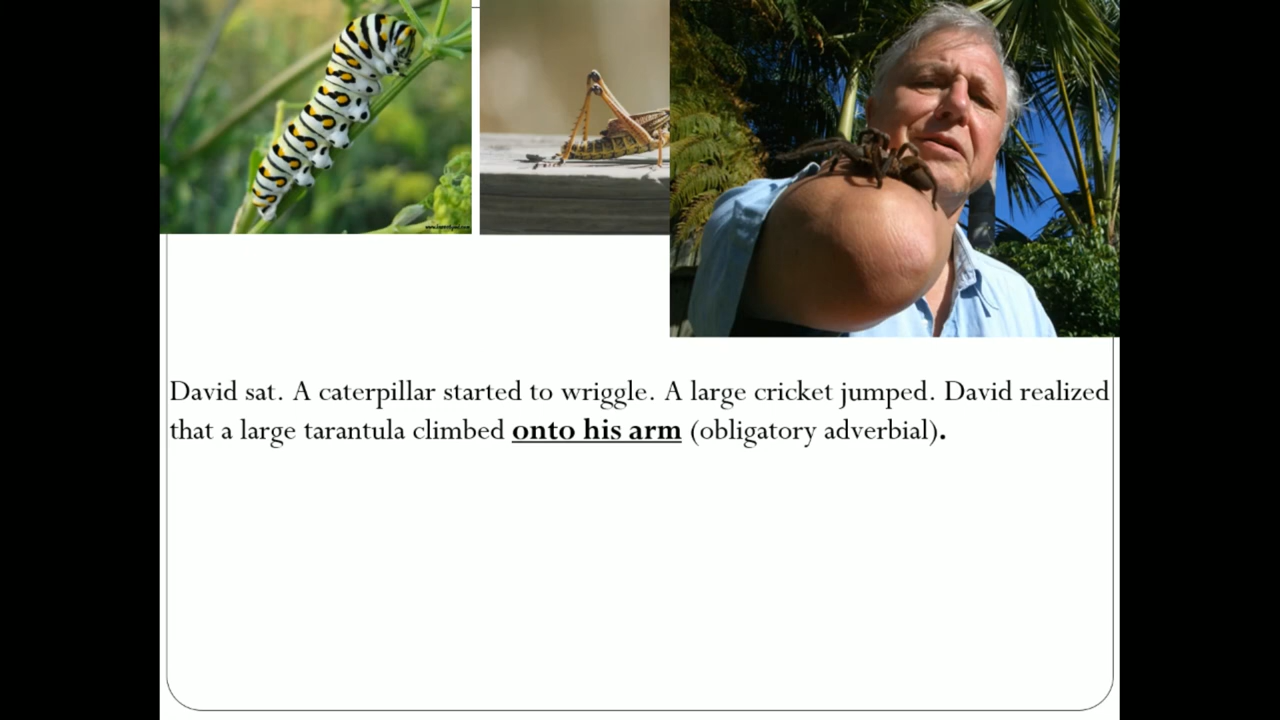 David sat. A caterpillar started to wriggle. A large cricket jumped. David realized
that a large tarantula climbed onto his arm (obligatory adverbial).